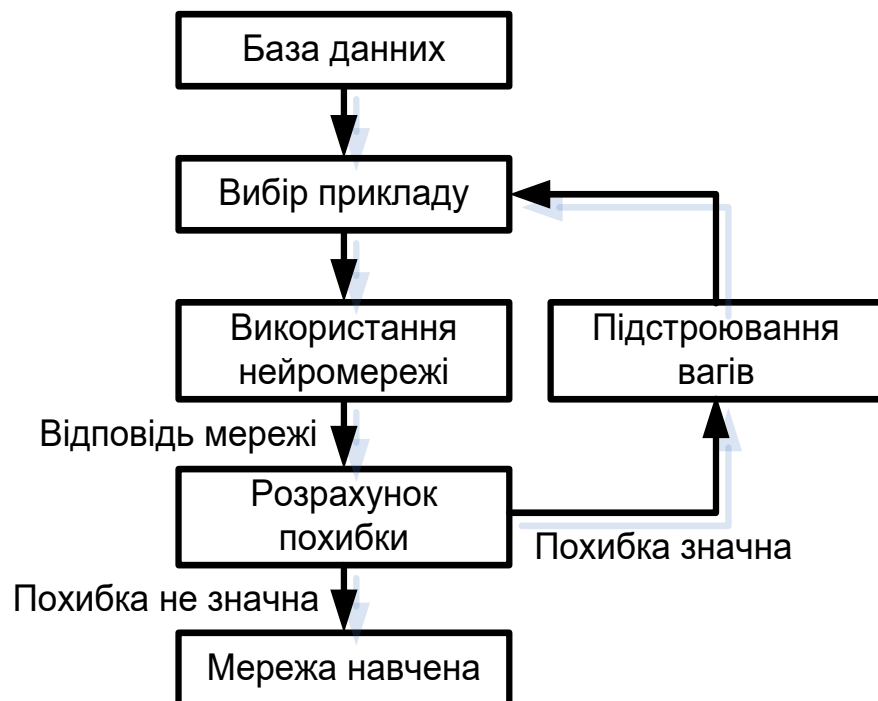 База данних
Вибір прикладу
Використання
нейромережі
Підстроювання
вагів
Відповідь мережі
Розрахунок
похибки
Похибка значна
Похибка не значна
Мережа навчена